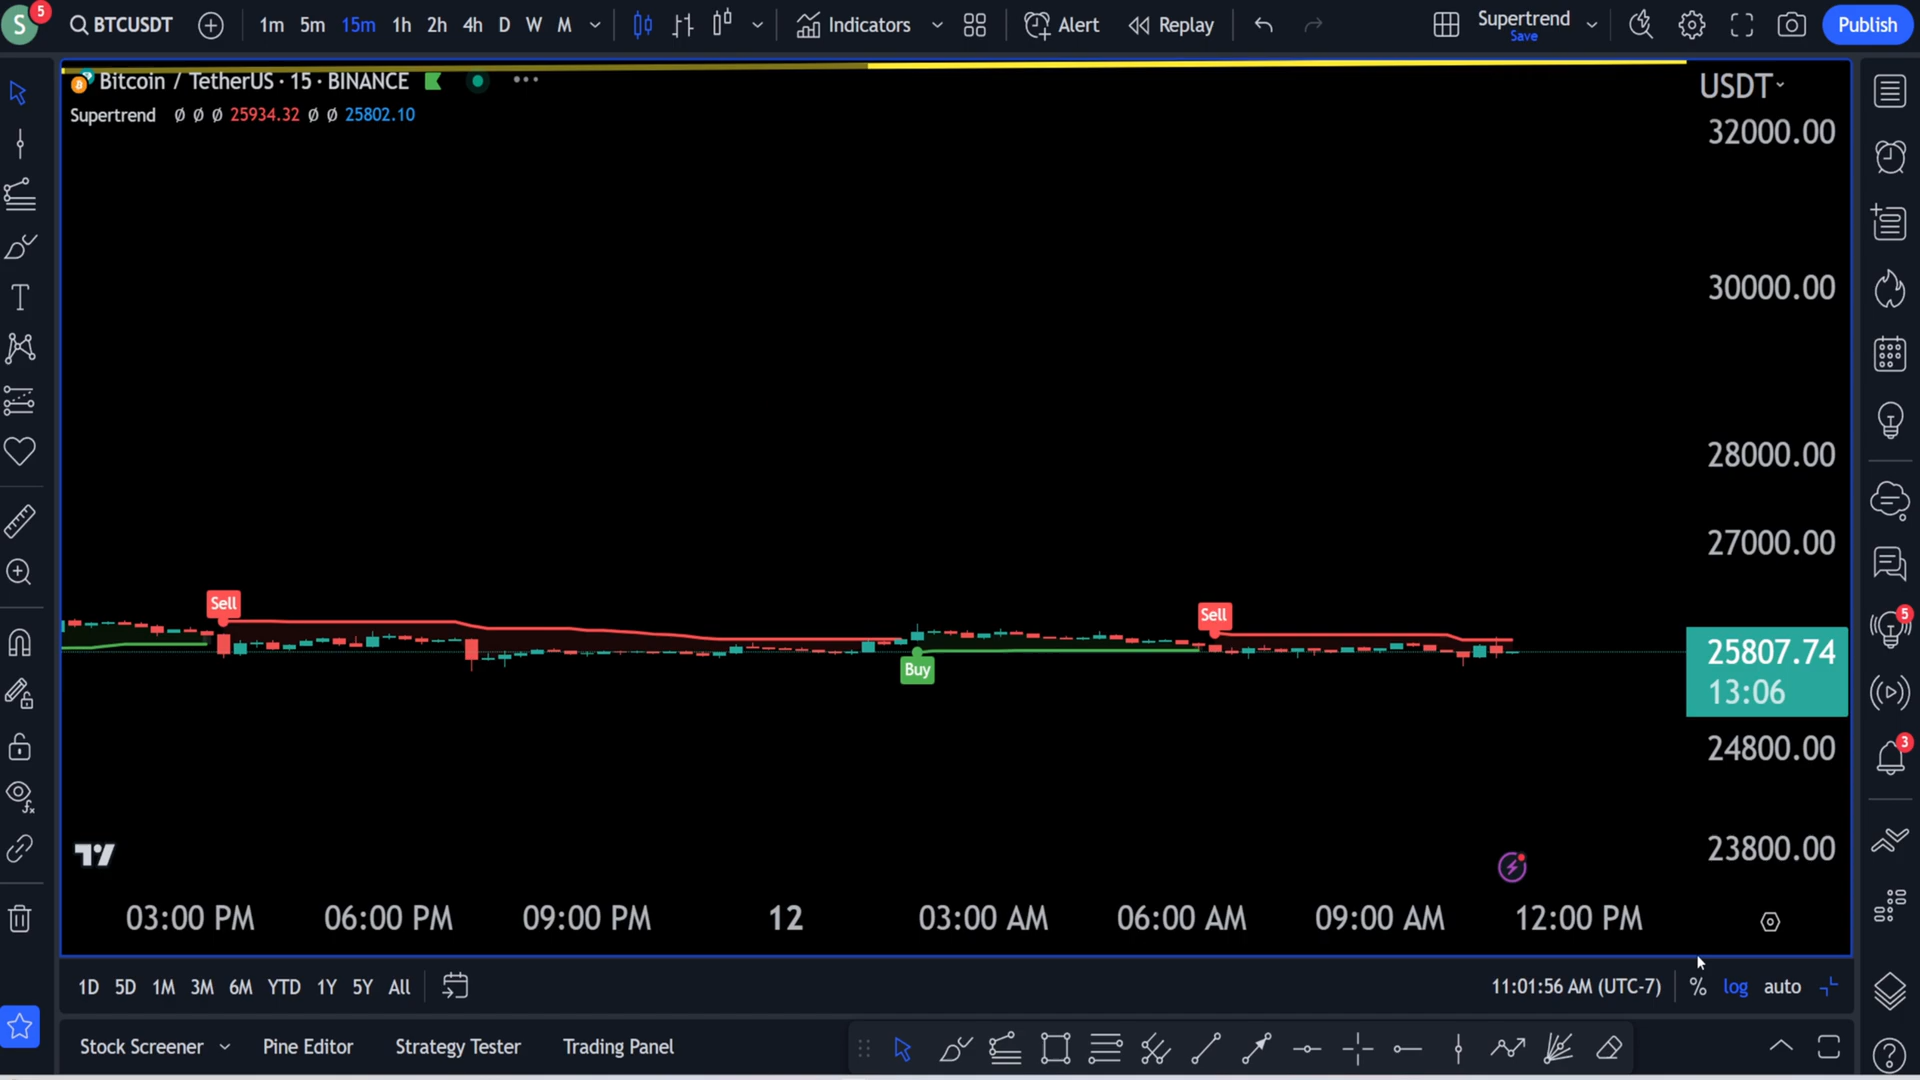 S 5 BTCUSDT 1m 5m 15m 1h 2h 4h D W M Indicators Alert Replay Supertrend Save Publish
Bitcoin / TetherUS · 15 · BINANCE
Supertrend Ø Ø Ø 25934.32 Ø Ø 25802.10
USDT
32000.00
30000.00
28000.00
27000.00
Sell
Sell
Buy
5
25807.74
13:06
3
24800.00
23800.00
03:00 PM 06:00 PM 09:00 PM 12 03:00 AM 06:00 AM 09:00 AM 12:00 PM
1D 5D 1M 3M 6M YTD 1Y 5Y All 11:01:56 AM (UTC-7) % log auto
Stock Screener Pine Editor Strategy Tester Trading Panel